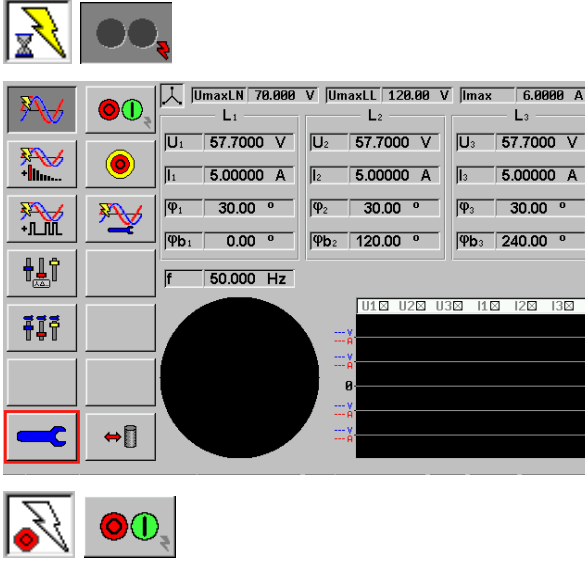 UmaxLN 70.000 V UmaxLL 120.00 V Imax 6.0000 A
L1 L2 L3
U1 57.7000 V U2 57.7000 V U3 57.7000 V
I1 5.00000 A I2 5.00000 A I3 5.00000 A
φ1 30.00 º φ2 30.00 º φ3 30.00 º
φb1 0.00 º φb2 120.00 º φb3 240.00 º
f 50.000 Hz
U1 U2 U3 I1 I2 I3
--- V
--- A
--- V
--- A
0
--- V
--- A
--- V
--- A